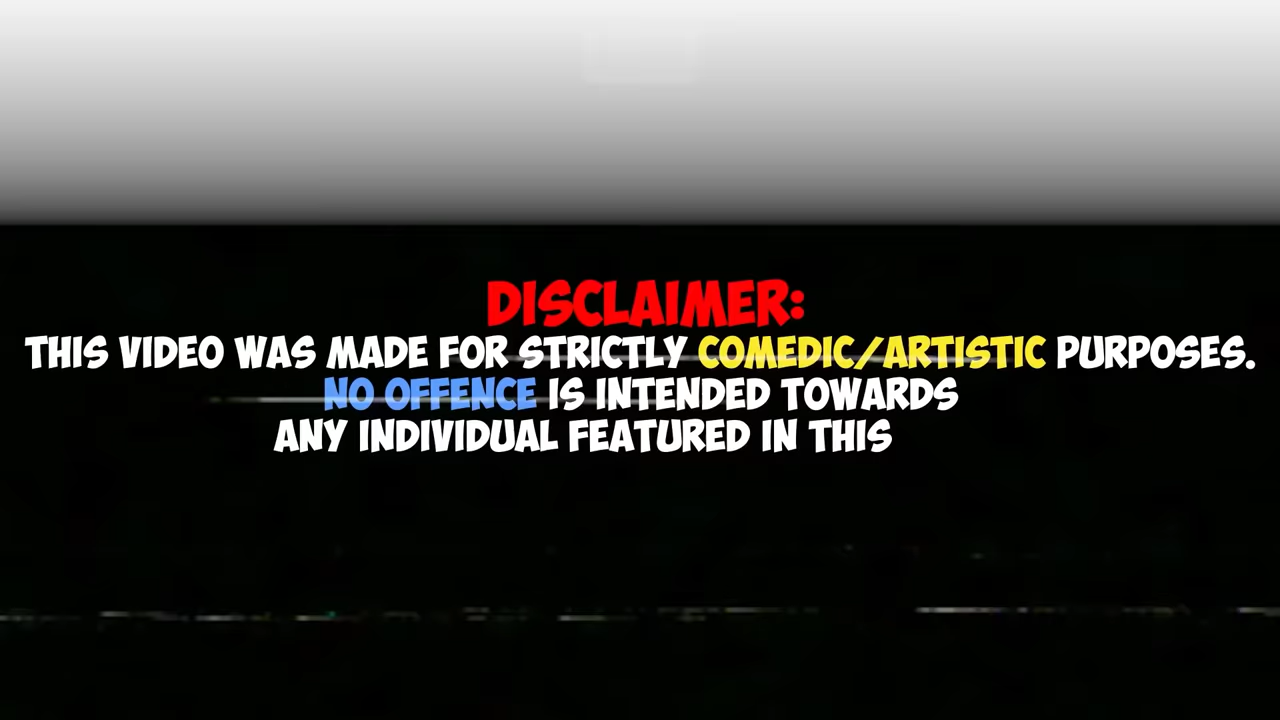 DISCLAIMER:
THIS VIDEO WAS MADE FOR STRICTLY COMEDIC/ARTISTIC PURPOSES.
NO OFFENCE IS INTENDED TOWARDS
ANY INDIVIDUAL FEATURED IN THIS